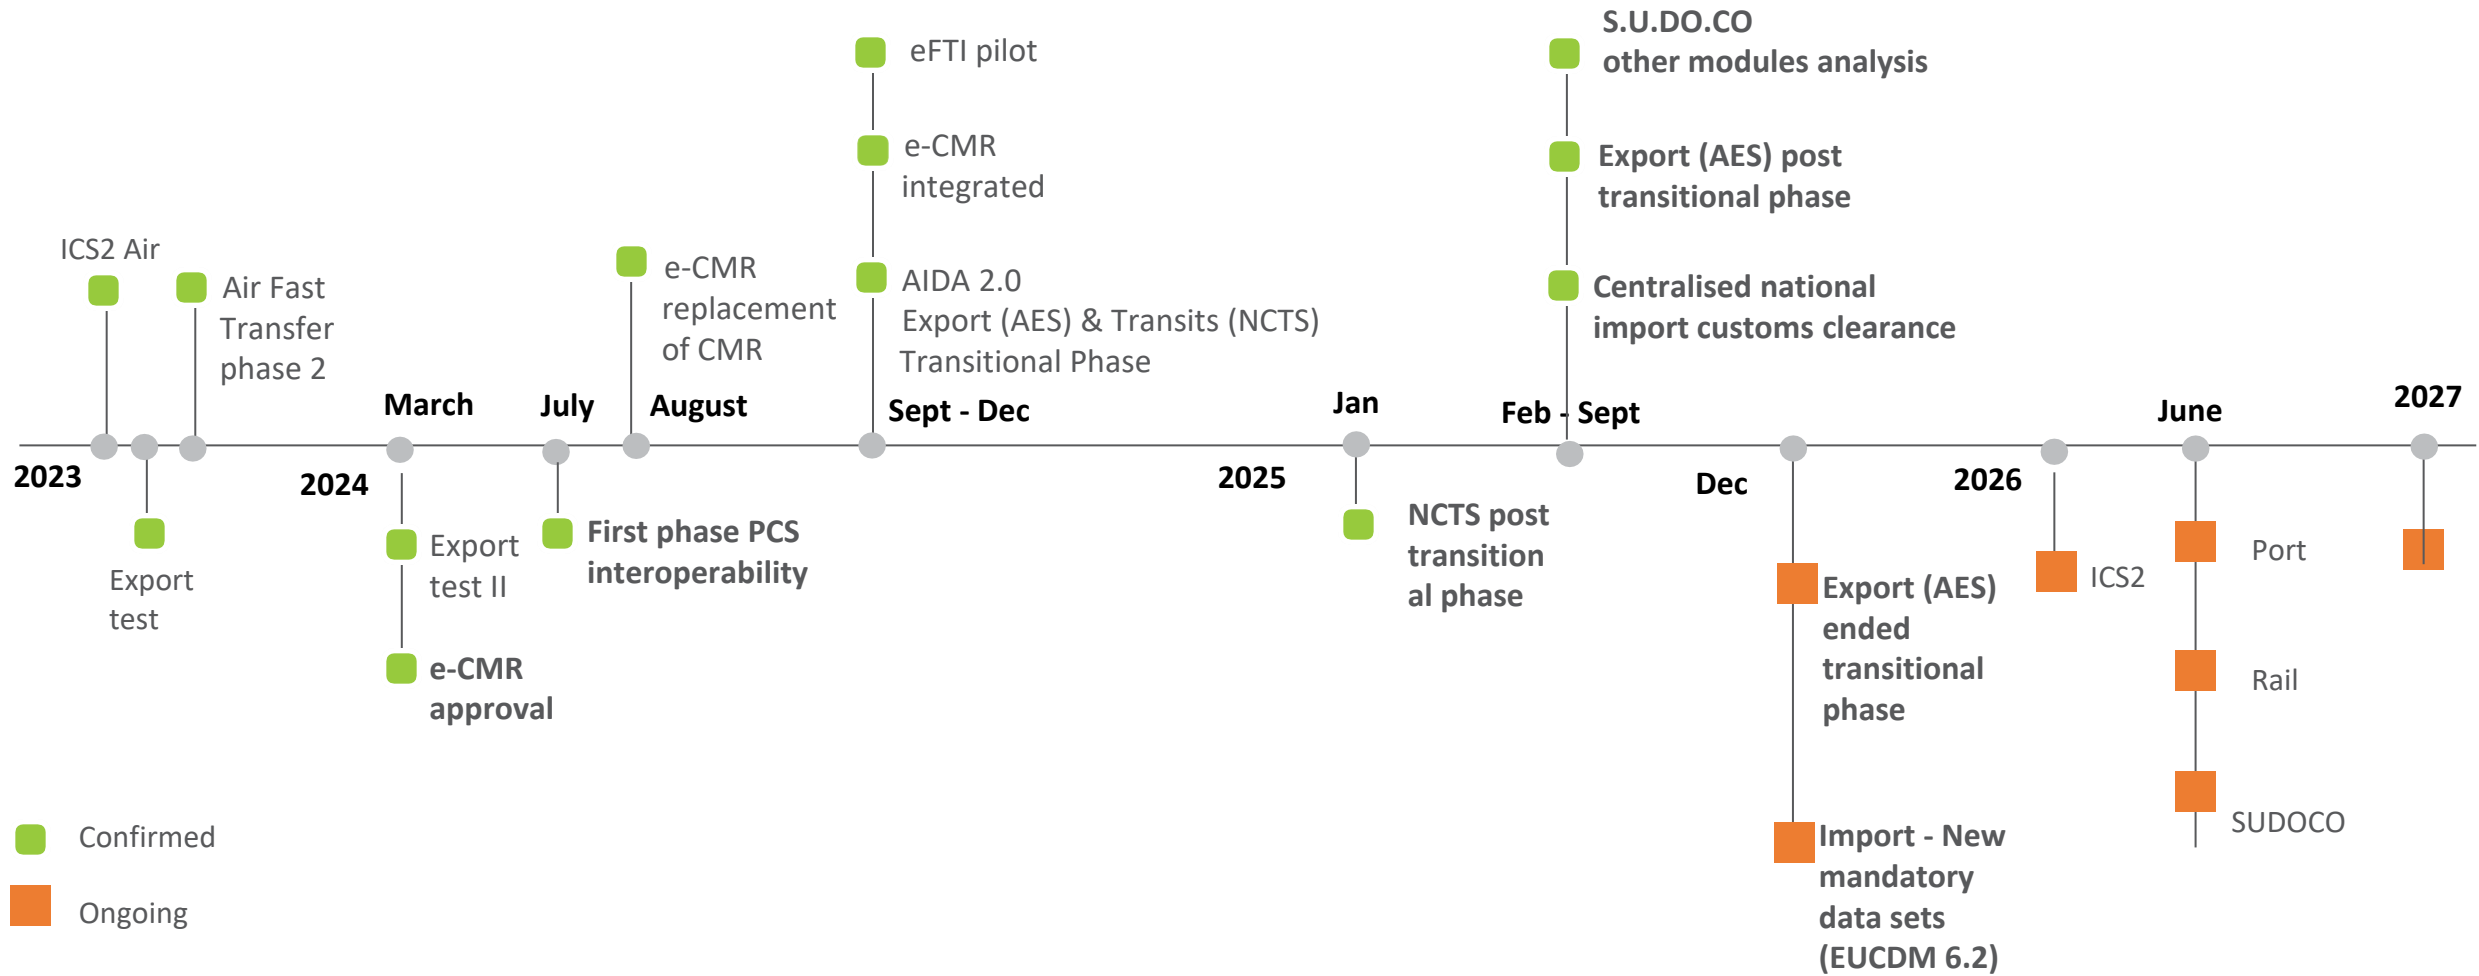 S.U.DO.CO
other modules analysis
eFTI pilot
e-CMR
integrated
Export (AES) post
transitional phase
ICS2 Air
Air Fast
Transfer
phase 2
e-CMR
replacement
of CMR
AIDA 2.0
Export (AES) & Transits (NCTS)
Transitional Phase
Centralised national
import customs clearance
March
July
August
Sept - Dec
Jan
Feb - Sept
June
2027
2023
2024
2025
Dec
2026
Export
test
Export
test II
First phase PCS
interoperability
NCTS post
transition
al phase
Export (AES)
ended
transitional
phase
ICS2
Port
e-CMR
approval
Rail
SUDOCO
Import - New
mandatory
data sets
(EUCDM 6.2)
Confirmed
Ongoing